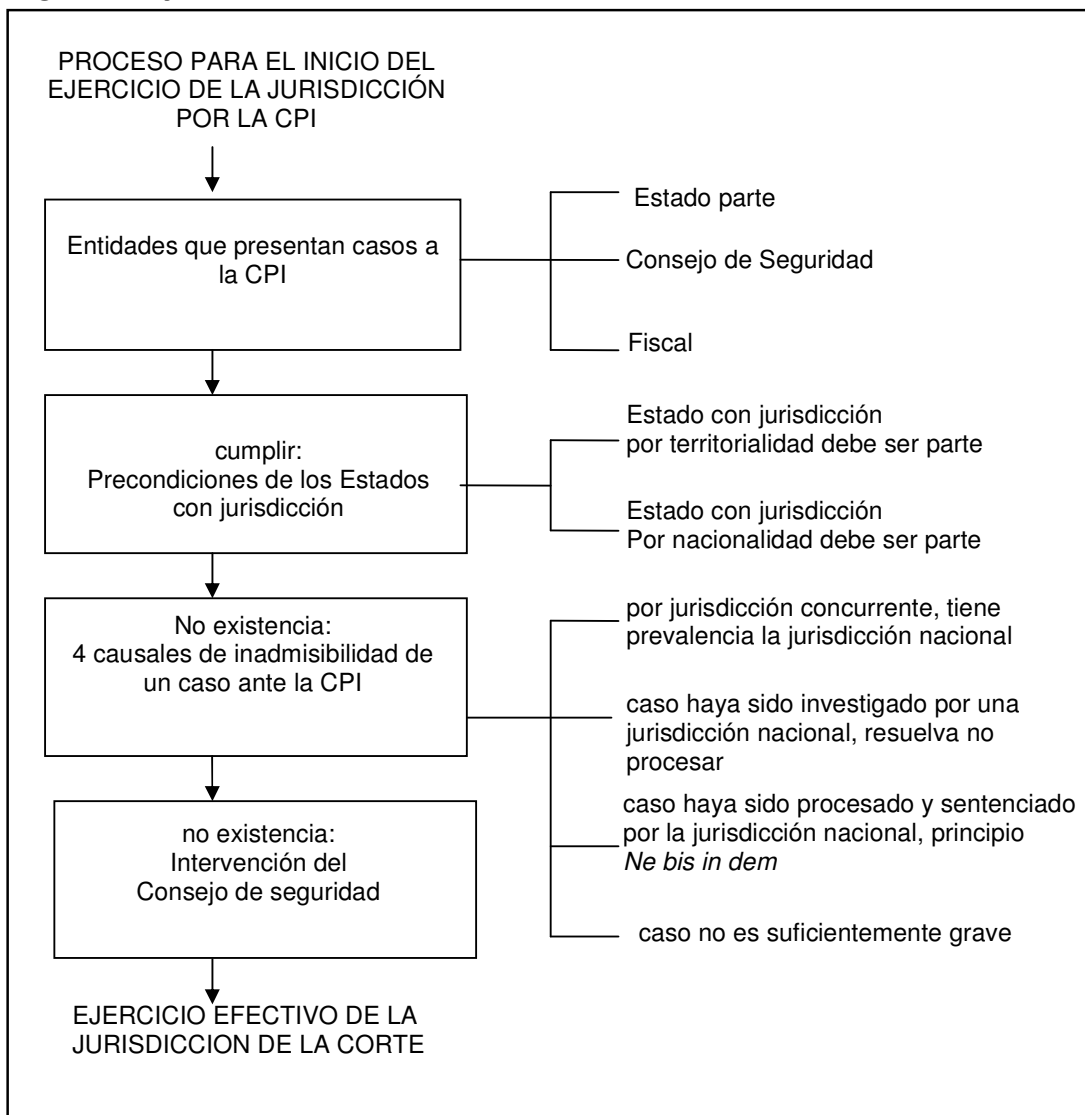 PROCESO PARA EL INICIO DEL
EJERCICIO DE LA JURISDICCIÓN
POR LA CPI
Entidades que presentan casos a
la CPI
Estado parte
Consejo de Seguridad
Fiscal
cumplir:
Precondiciones de los Estados
con jurisdicción
Estado con jurisdicción
por territorialidad debe ser parte
Estado con jurisdicción
Por nacionalidad debe ser parte
No existencia:
4 causales de inadmisibilidad de
un caso ante la CPI
por jurisdicción concurrente, tiene
prevalencia la jurisdicción nacional
caso haya sido investigado por una
jurisdicción nacional, resuelva no
procesar
caso haya sido procesado y sentenciado
por la jurisdicción nacional, principio
Ne bis in dem
caso no es suficientemente grave
no existencia:
Intervención del
Consejo de seguridad
EJERCICIO EFECTIVO DE LA
JURISDICCION DE LA CORTE